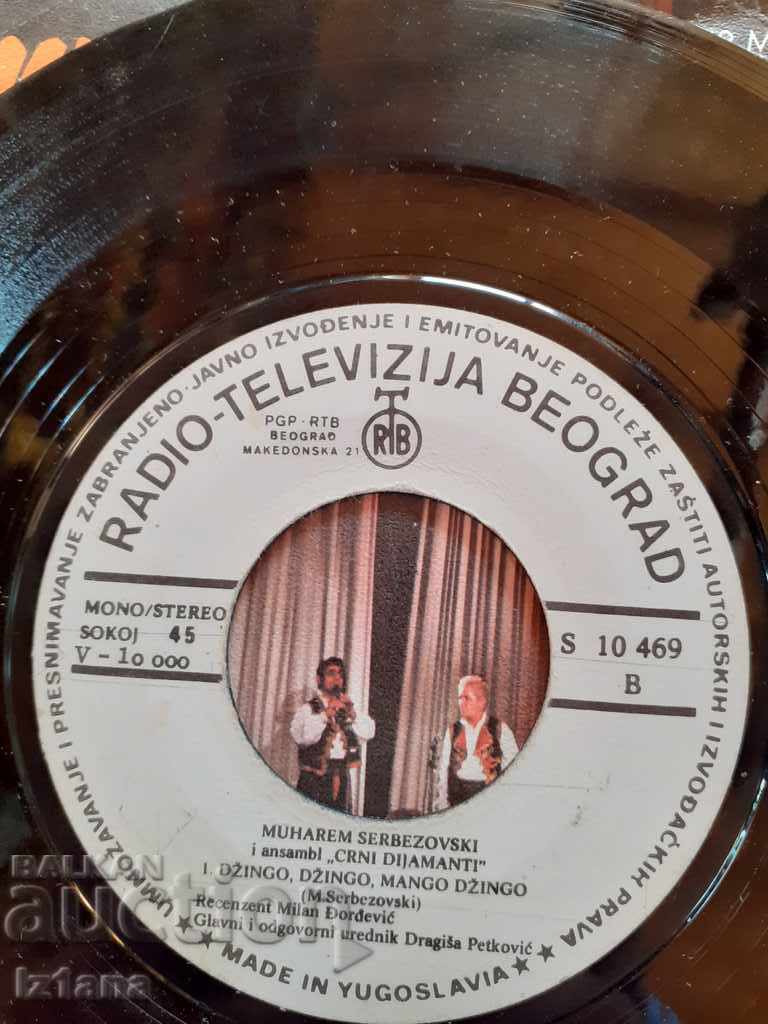 UMNOŽAVANJE I PRESNIMAVANJE ZABRANJENO·JAVNO IZVOĐENJE I EMITOVANJE PODLEŽE ZAŠTITI AUTORSKIH I IZVOĐAČKIH PRAVA
RADIO-TELEVIZIJA BEOGRAD
PGP·RTB
BEOGRAD
MAKEDONSKA 21
RTB
MONO/STEREO
SOKOJ 45
V - 10 000
S 10 469
B
MUHAREM SERBEZOVSKI
i ansambl „CRNI DIJAMANTI"
1. DŽINGO, DŽINGO, MANGO DŽINGO
(M.Serbezovski)
Recenzent Milan Đorđević
Glavni i odgovorni urednik Dragiša Petković
★★ MADE IN YUGOSLAVIA ★★
BALKAN
auction
Iz1ana